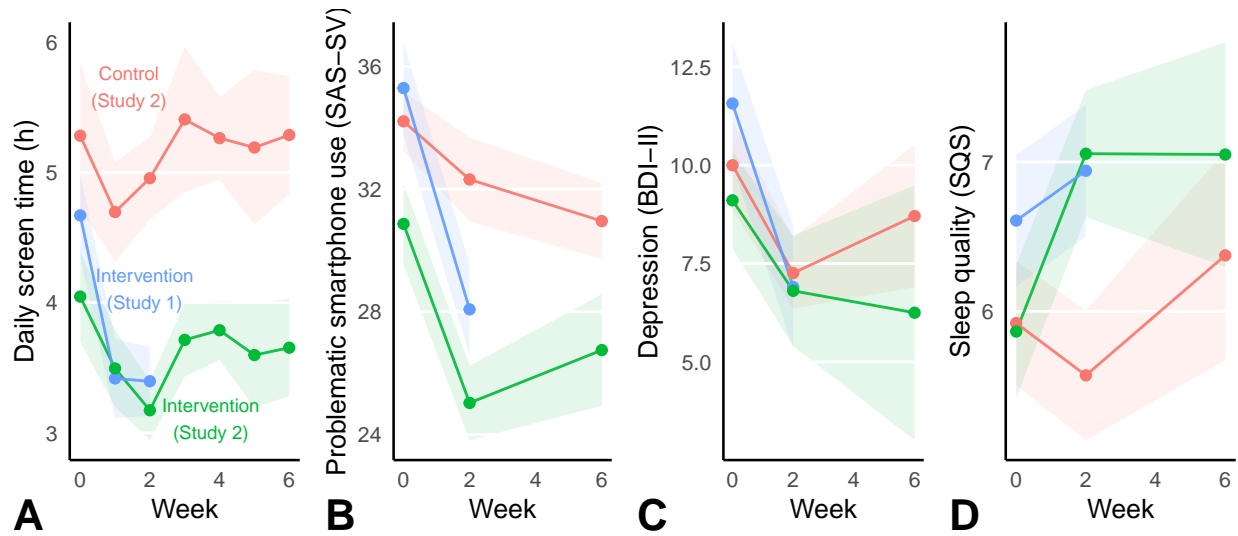 Daily screen time (h)
6
5
4
3
Control
(Study 2)
Intervention
(Study 1)
Intervention
(Study 2)
0
2
4
6
Week
A
Problematic smartphone use (SAS−SV)
36
32
28
24
0
2
4
6
Week
B
Depression (BDI−II)
12.5
10.0
7.5
5.0
0
2
4
6
Week
C
Sleep quality (SQS)
7
6
0
2
4
6
Week
D